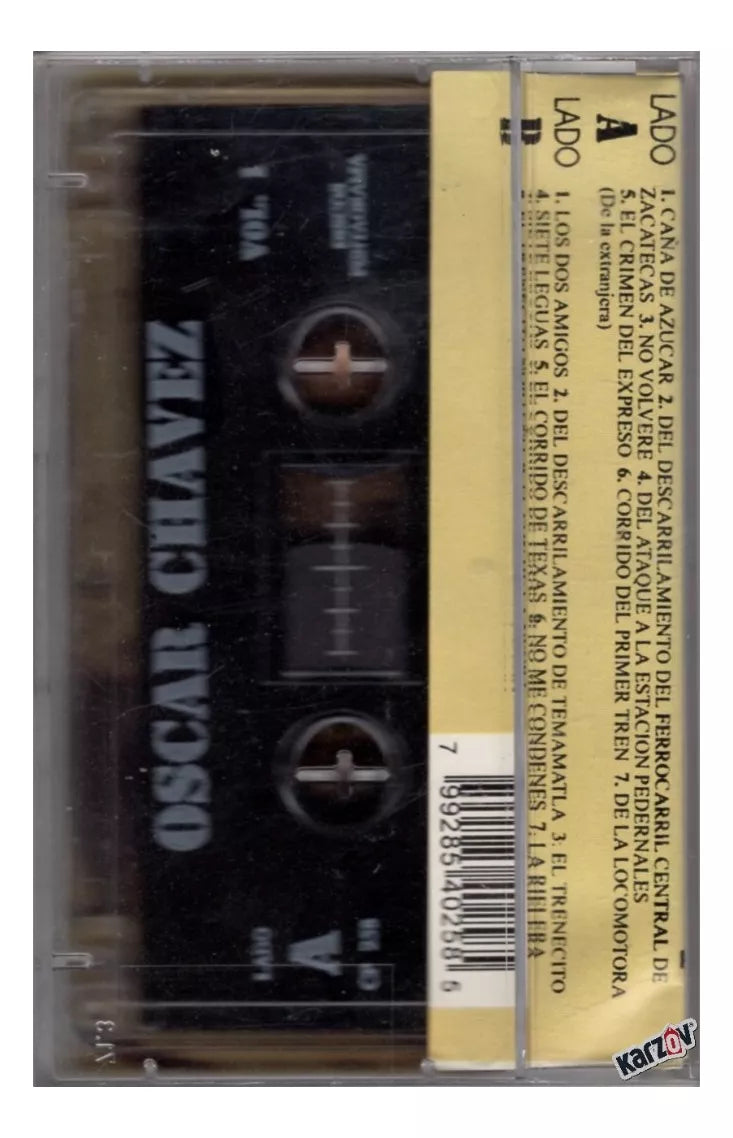 LADO
A
1. CAÑA DE AZUCAR 2. DEL DESCARRILAMIENTO DEL FERROCARRIL CENTRAL DE
ZACATECAS 3. NO VOLVERE 4. DEL ATAQUE A LA ESTACION PEDERNALES
5. EL CRIMEN DEL EXPRESO 6. CORRIDO DEL PRIMER TREN 7. DE LA LOCOMOTORA
(De la extranjera)
LADO
B
1. LOS DOS AMIGOS 2. DEL DESCARRILAMIENTO DE TEMAMATLA 3: EL TRENECITO
4. SIETE LEGUAS 5. EL CORRIDO DE TEXAS 6. NO ME CONDENES 7. LA RIELERA
7 99285 40258 6
OSCAR CHAVEZ
VOL. 1
LADO
A
Karzov